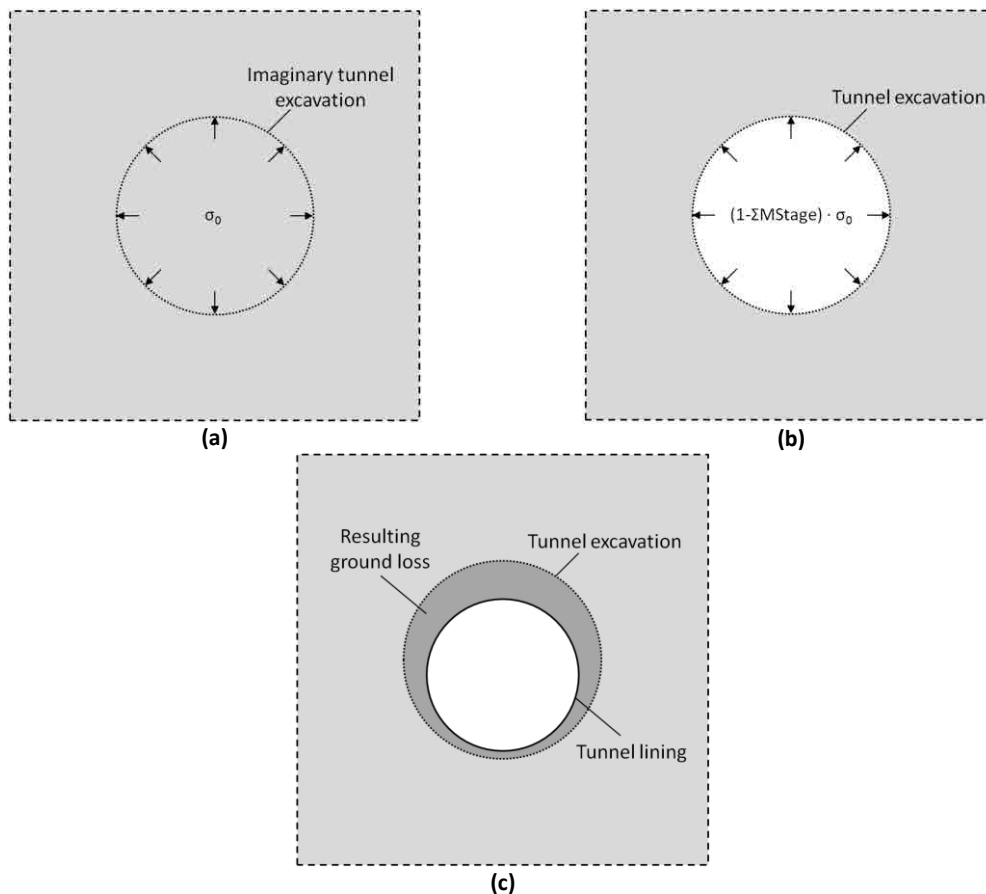 Imaginary tunnel
excavation
σ₀
(a)
Tunnel excavation
(1-ΣMStage) · σ₀
(b)
Resulting
ground loss
Tunnel excavation
Tunnel lining
(c)